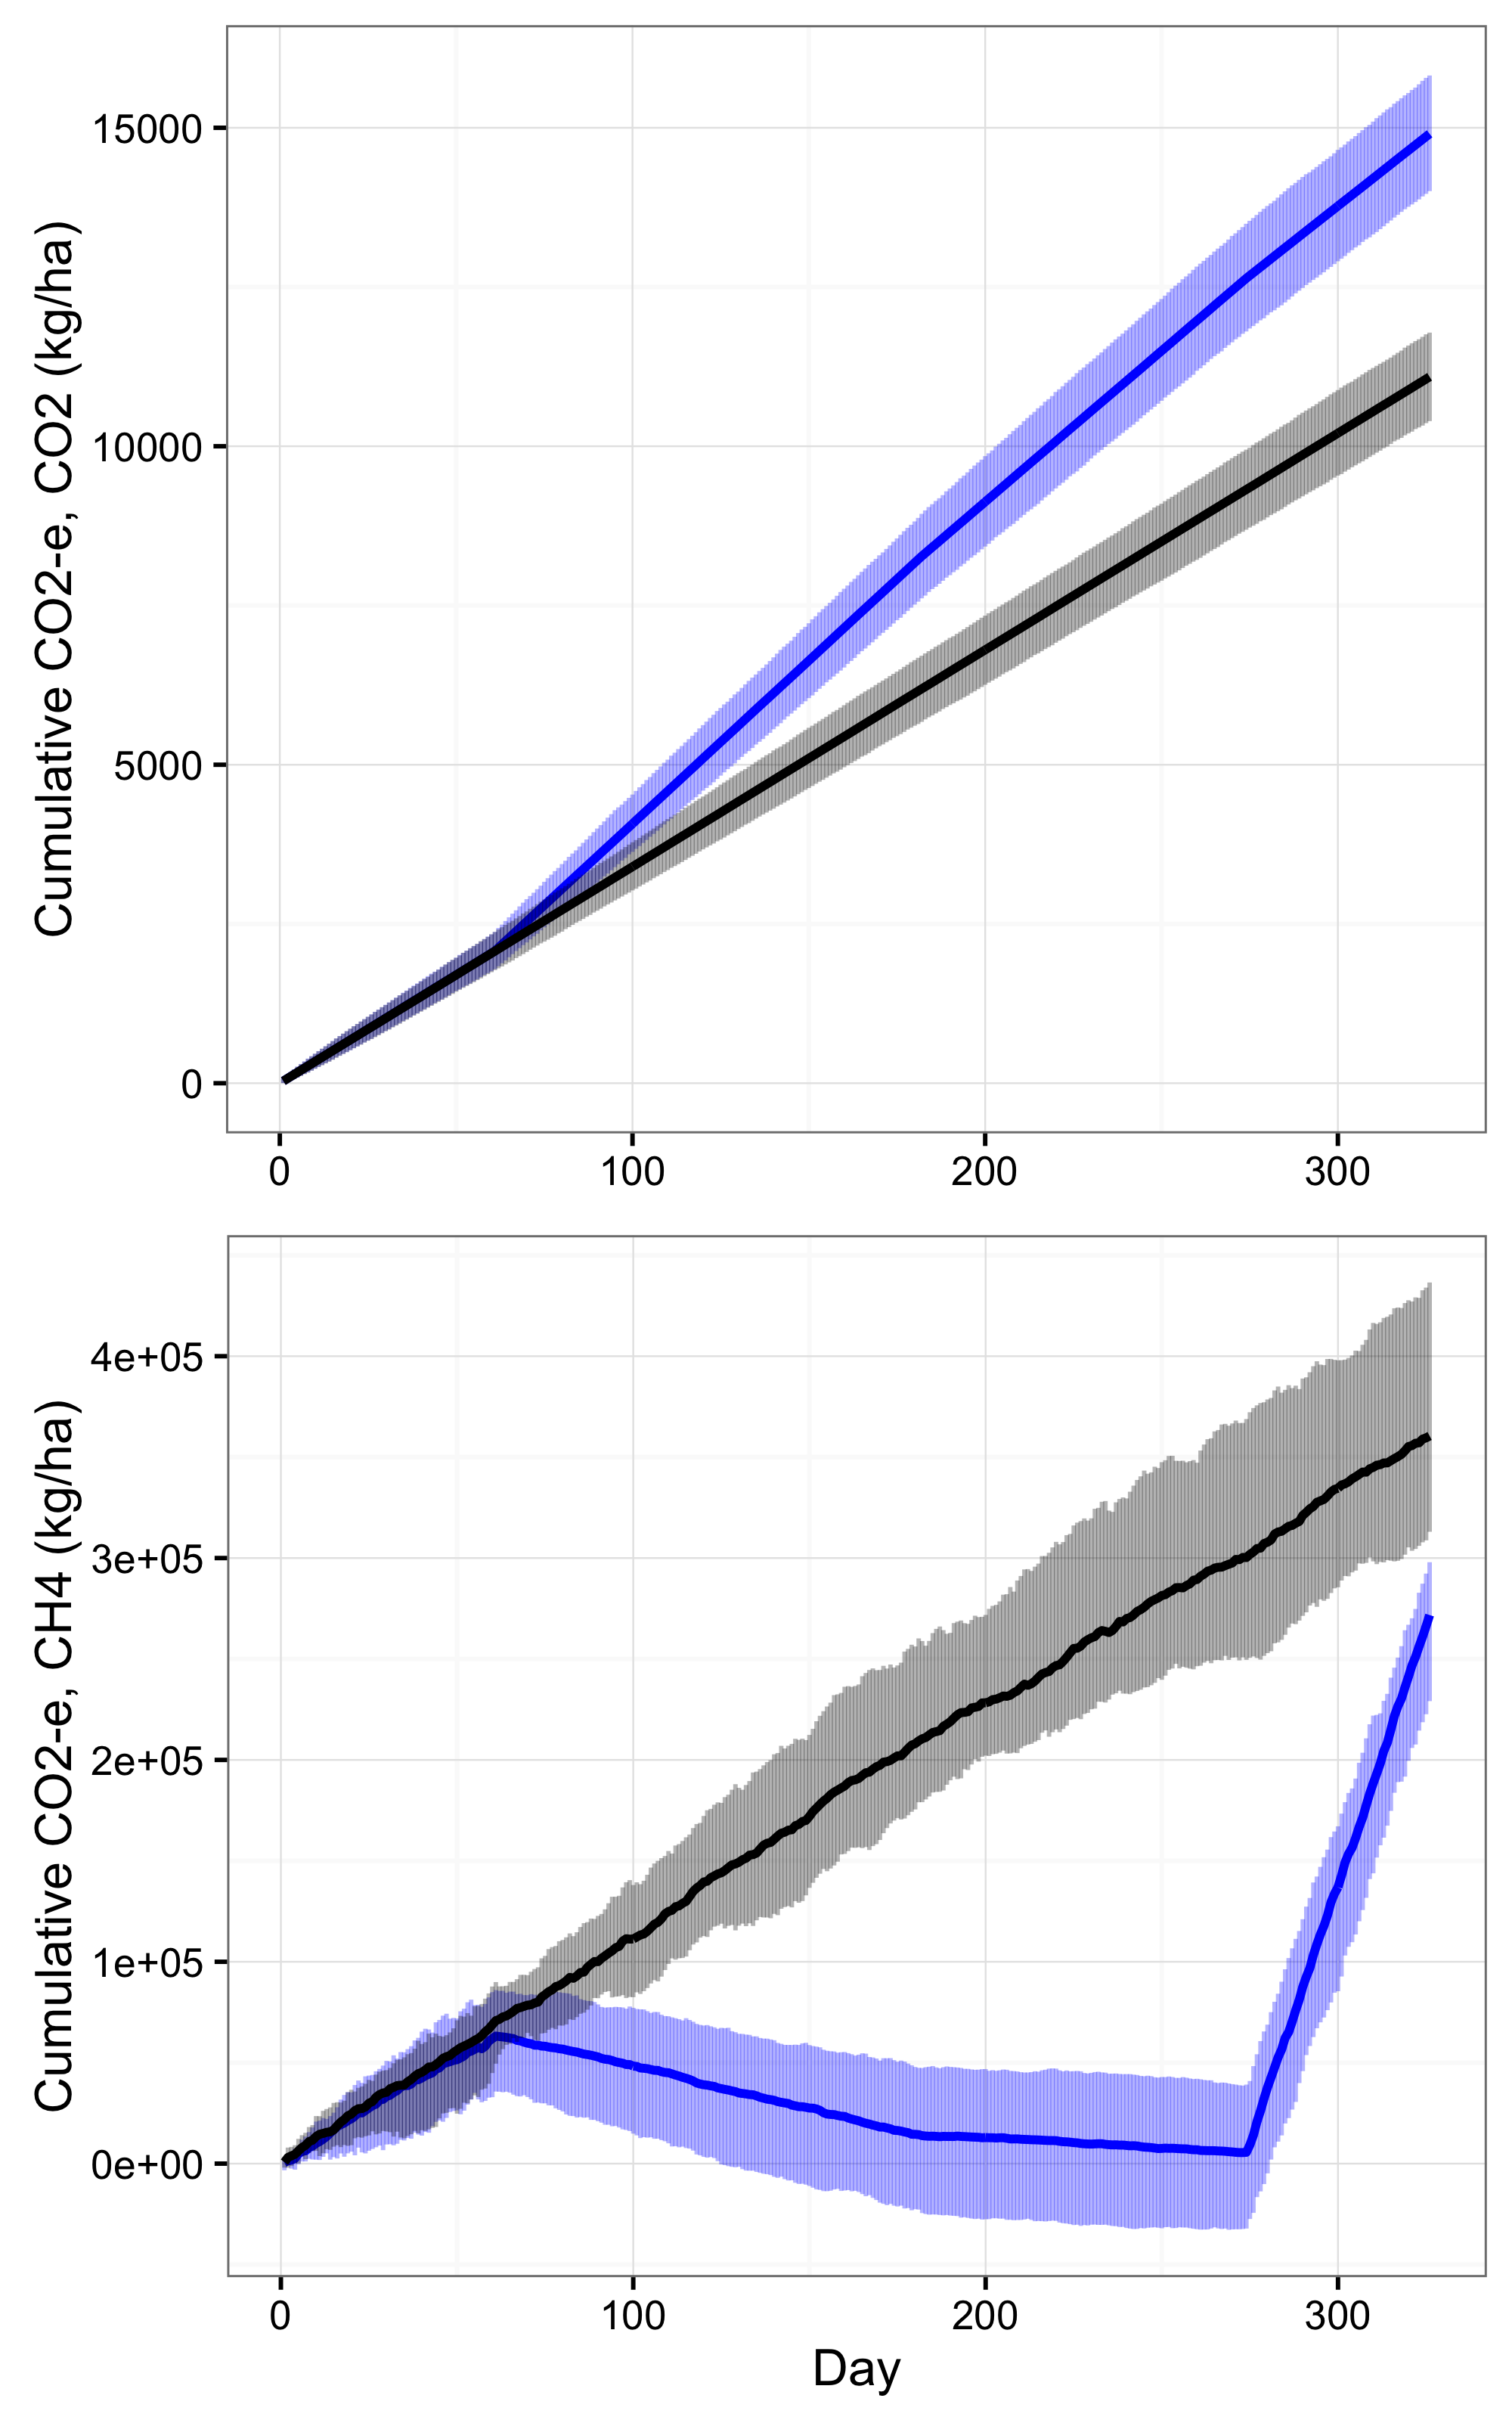 Cumulative CO2-e, CO2 (kg/ha)
15000
10000
5000
0
0 100 200 300
Cumulative CO2-e, CH4 (kg/ha)
4e+05
3e+05
2e+05
1e+05
0e+00
0 100 200 300
Day